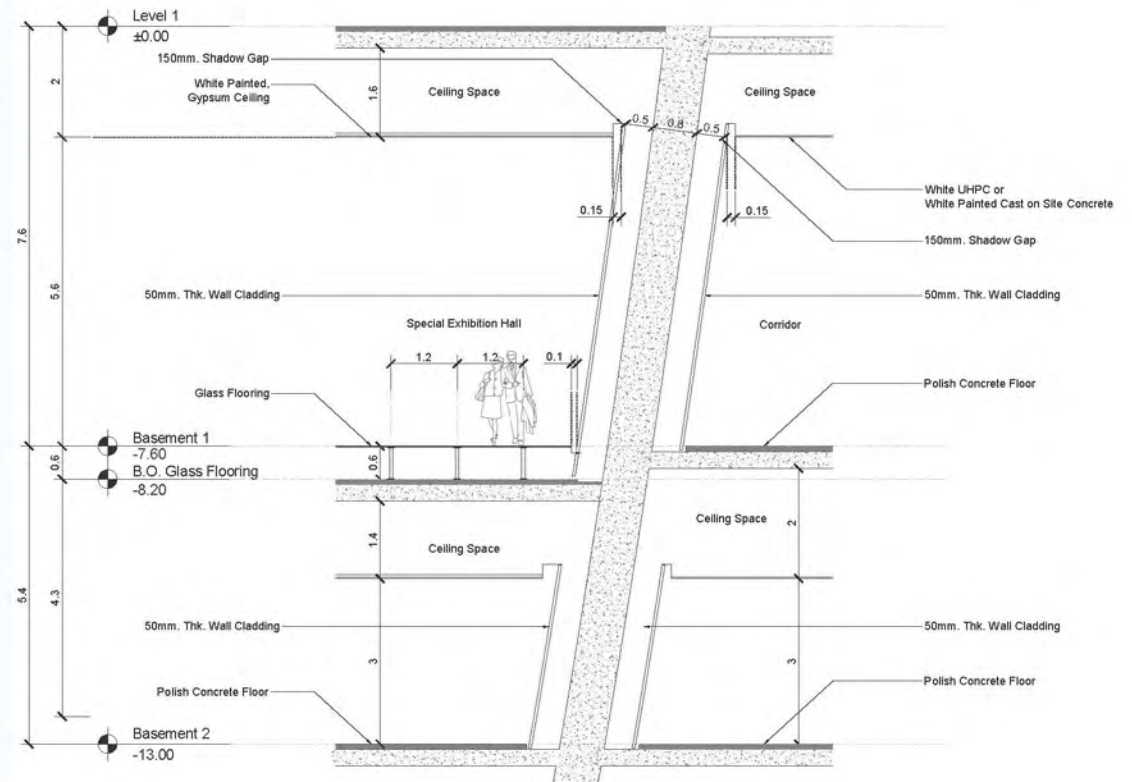 Level 1
±0.00
150mm. Shadow Gap
White Painted,
Gypsum Ceiling
2
1.6
Ceiling Space
Ceiling Space
0.5
0.8
0.5
White UHPC or
White Painted Cast on Site Concrete
0.15
0.15
150mm. Shadow Gap
7.6
5.6
50mm. Thk. Wall Cladding
50mm. Thk. Wall Cladding
Special Exhibition Hall
Corridor
1.2
1.2
0.1
Glass Flooring
Polish Concrete Floor
Basement 1
-7.60
0.6
0.6
B.O. Glass Flooring
-8.20
Ceiling Space
2
1.4
Ceiling Space
5.4
4.3
50mm. Thk. Wall Cladding
50mm. Thk. Wall Cladding
3
3
Polish Concrete Floor
Polish Concrete Floor
Basement 2
-13.00